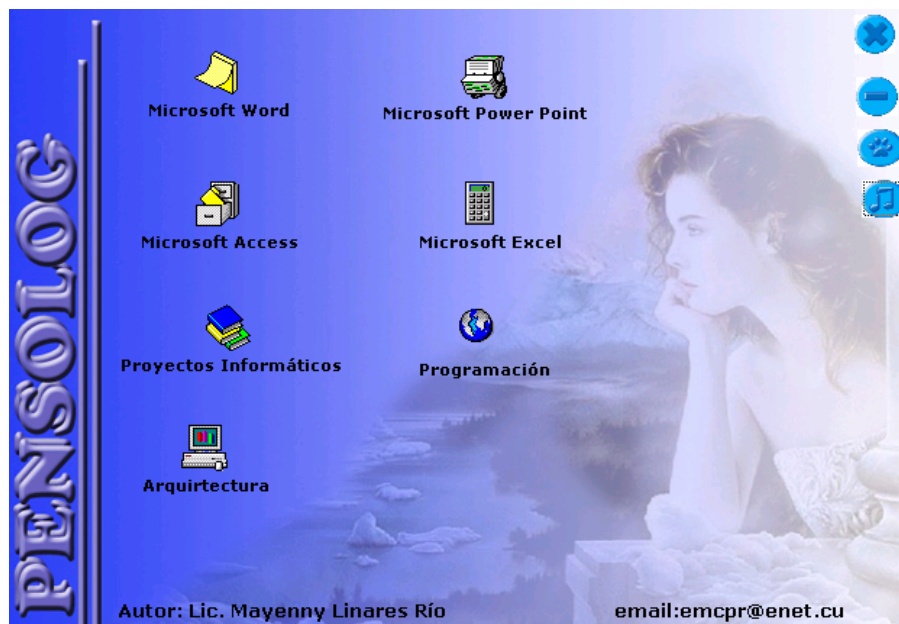 PENSOLOG
Microsoft Word
Microsoft Power Point
Microsoft Access
Microsoft Excel
Proyectos Informáticos
Programación
Arquirtectura
Autor: Lic. Mayenny Linares Río
email:emcpr@enet.cu